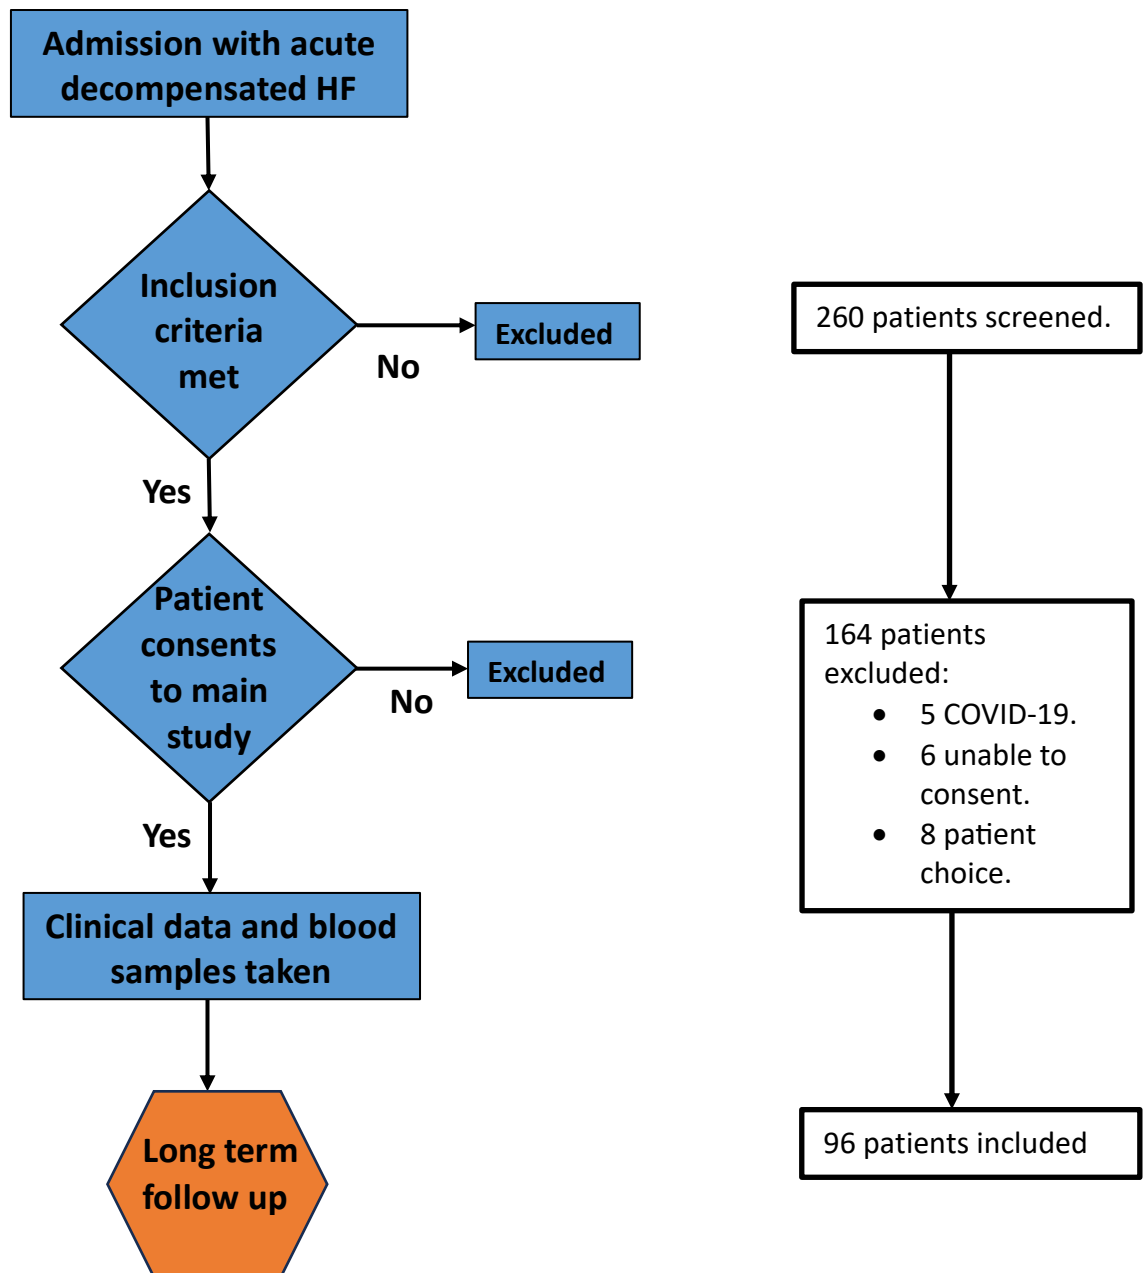 Admission with acute
decompensated HF
Inclusion
criteria
met
No
Excluded
Yes
Patient
consents
to main
study
No
Excluded
Yes
Clinical data and blood
samples taken
Long term
follow up
260 patients screened.
164 patients
excluded:
• 5 COVID-19.
• 6 unable to
consent.
• 8 patient
choice.
96 patients included